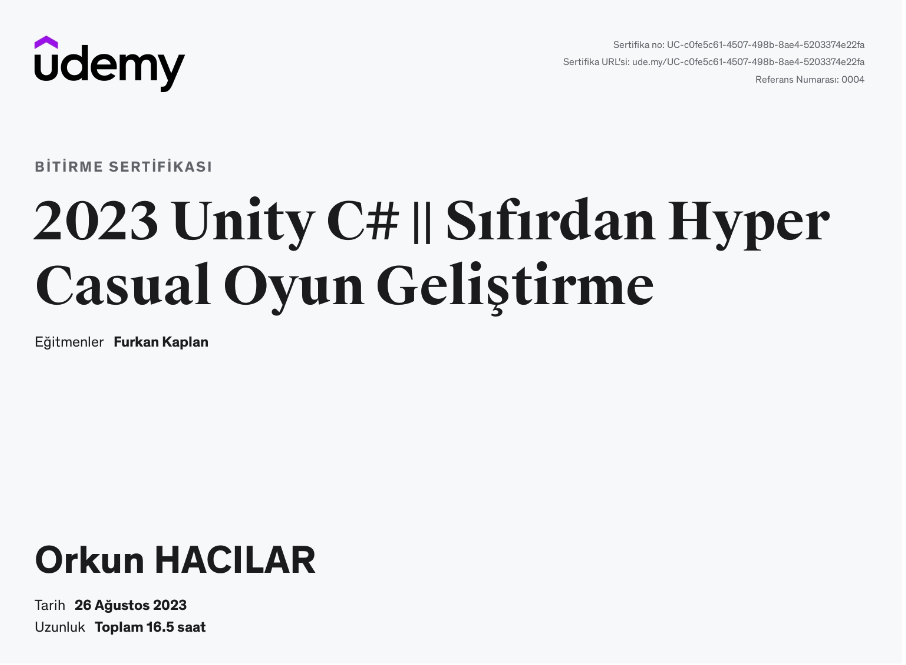 udemy
Sertifika no: UC-c0fe5c61-4507-498b-8ae4-5203374e22fa
Sertifika URL'si: ude.my/UC-c0fe5c61-4507-498b-8ae4-5203374e22fa
Referans Numarası: 0004
BİTİRME SERTİFİKASI
2023 Unity C# || Sıfırdan Hyper
Casual Oyun Geliştirme
Eğitmenler Furkan Kaplan
Orkun HACILAR
Tarih 26 Ağustos 2023
Uzunluk Toplam 16.5 saat